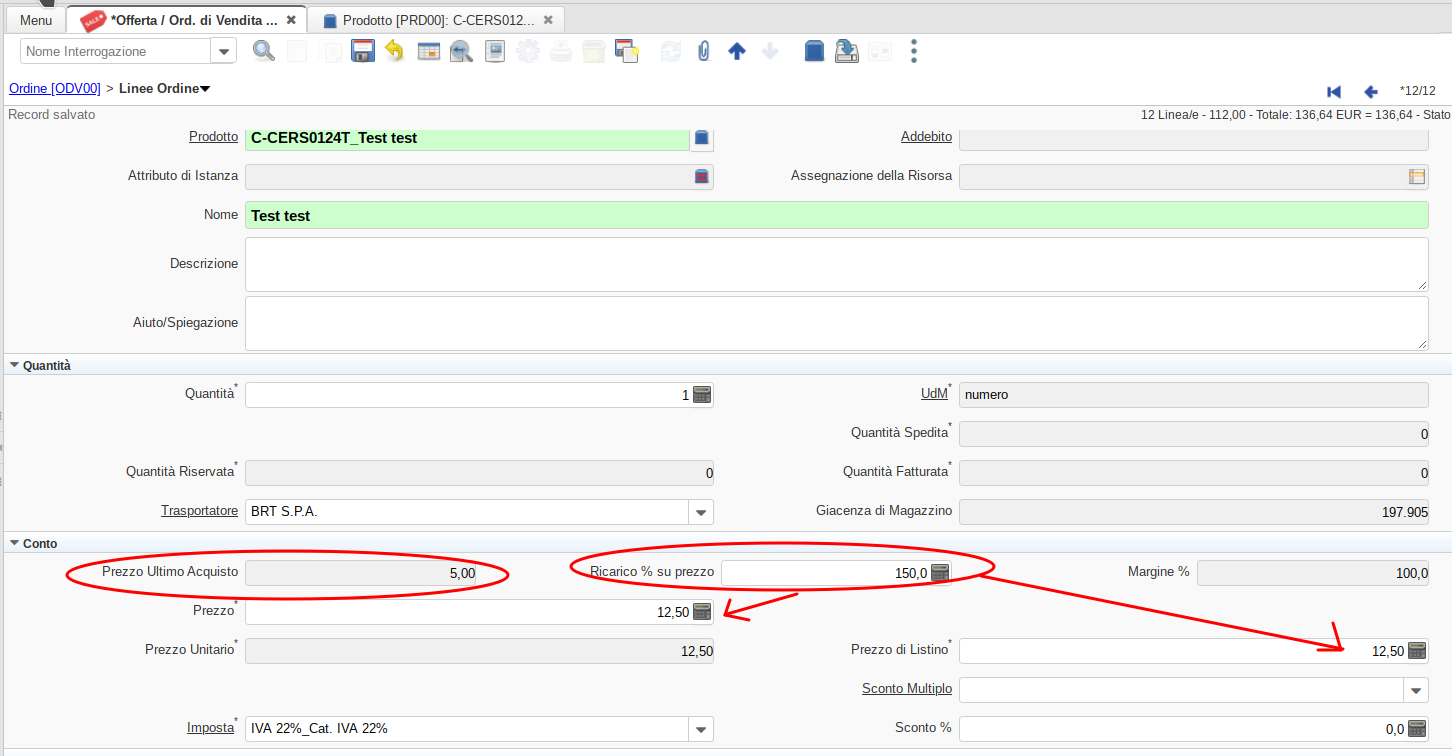 Menu
*Offerta / Ord. di Vendita ...
Prodotto [PRD00]: C-CERS012...
Nome Interrogazione
Ordine [ODV00] > Linee Ordine
*12/12
Record salvato
12 Linea/e - 112,00 - Totale: 136,64 EUR = 136,64 - Stato
Prodotto C-CERS0124T_Test test Addebito
Attributo di Istanza Assegnazione della Risorsa
Nome Test test
Descrizione
Aiuto/Spiegazione
Quantità
Quantità* 1 UdM* numero
Quantità Spedita* 0
Quantità Riservata* 0 Quantità Fatturata* 0
Trasportatore BRT S.P.A. Giacenza di Magazzino 197.905
Conto
Prezzo Ultimo Acquisto 5,00 Ricarico % su prezzo 150,0 Margine % 100,0
Prezzo* 12,50
Prezzo Unitario* 12,50 Prezzo di Listino* 12,50
Sconto Multiplo
Imposta* IVA 22%_Cat. IVA 22% Sconto % 0,0